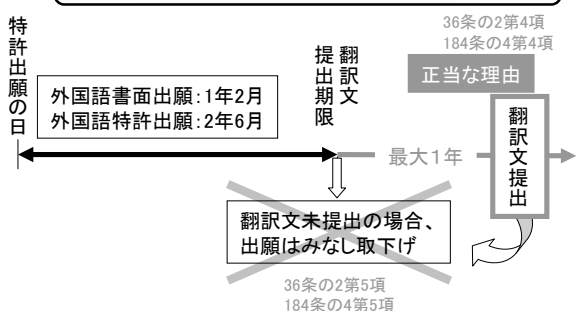 36条の2第4項
184条の4第4項
特許出願の日
外国語書面出願:1年2月
外国語特許出願:2年6月
翻訳文
提出期限
正当な理由
最大1年
翻訳文提出
翻訳文未提出の場合、
出願はみなし取下げ
36条の2第5項
184条の4第5項